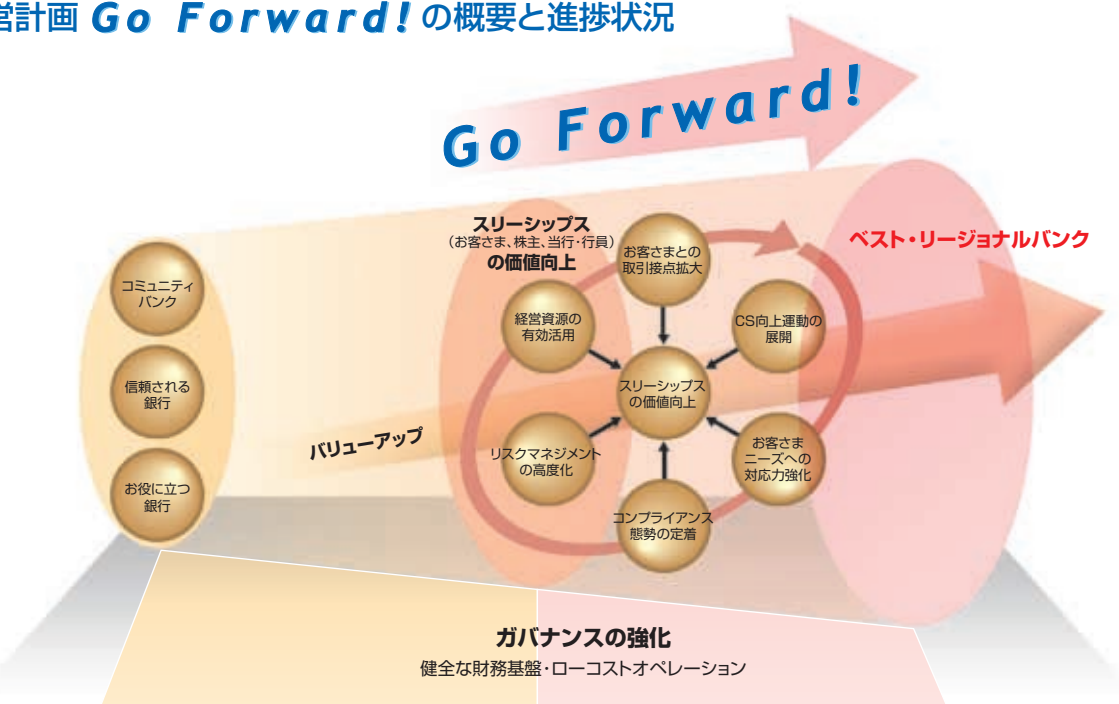 営計画 Go Forward! の概要と進捗状況
Go Forward!
スリーシップス
(お客さま、株主、当行・行員)
の価値向上
お客さまとの
取引接点拡大
ベスト・リージョナルバンク
コミュニティ
バンク
経営資源の
有効活用
CS向上運動の
展開
信頼される
銀行
スリーシップス
の価値向上
バリューアップ
リスクマネジメント
の高度化
お客さま
ニーズへの
対応力強化
お役に立つ
銀行
コンプライアンス
態勢の定着
ガバナンスの強化
健全な財務基盤・ローコストオペレーション